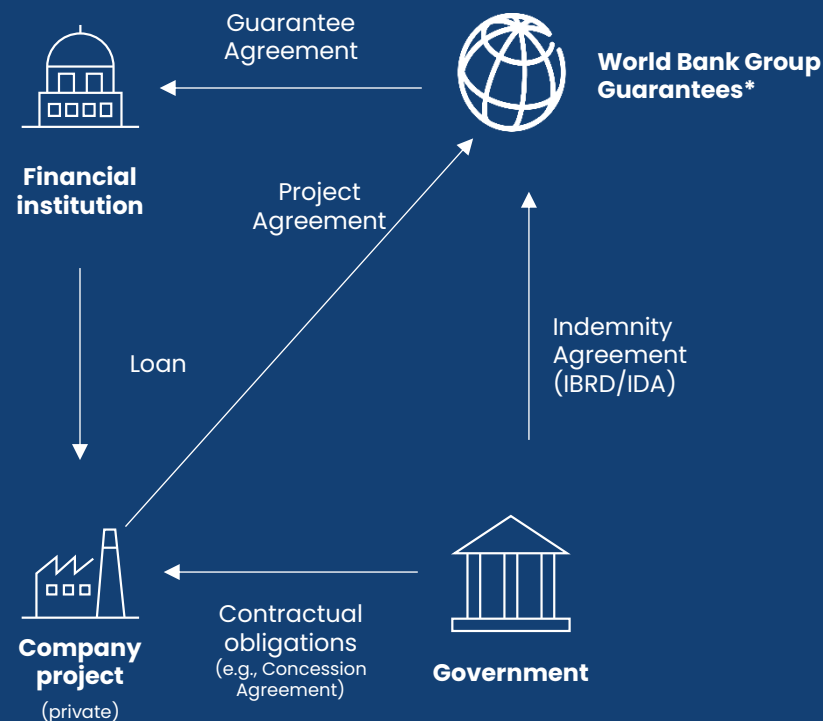 Guarantee
Agreement
World Bank Group
Guarantees*
Financial
institution
Project
Agreement
Loan
Indemnity
Agreement
(IBRD/IDA)
Contractual
obligations
(e.g., Concession
Agreement)
Company
project
(private)
Government